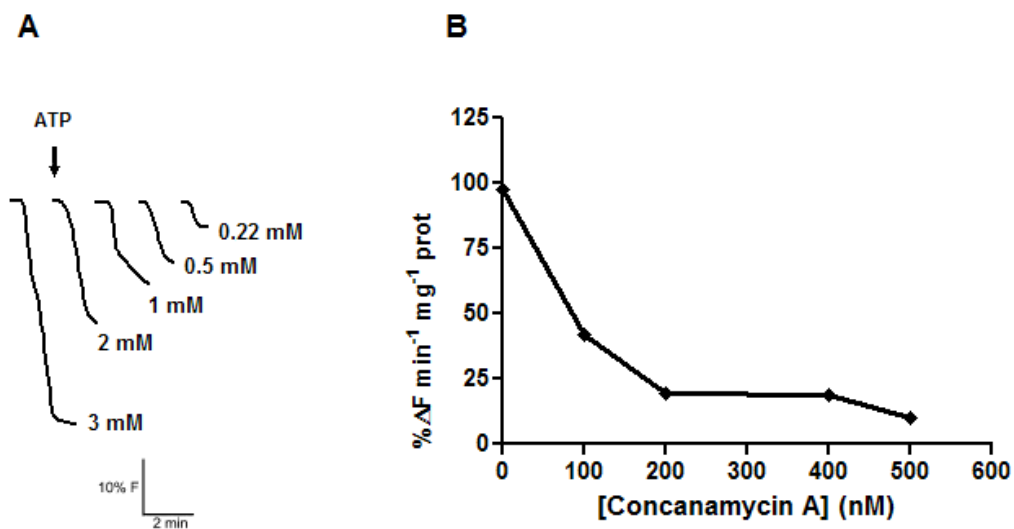 A
ATP
0.22 mM
0.5 mM
1 mM
2 mM
3 mM
10% F
2 min
B
%ΔF min⁻¹ mg⁻¹ prot
125
100
75
50
25
0
0 100 200 300 400 500 600
[Concanamycin A] (nM)